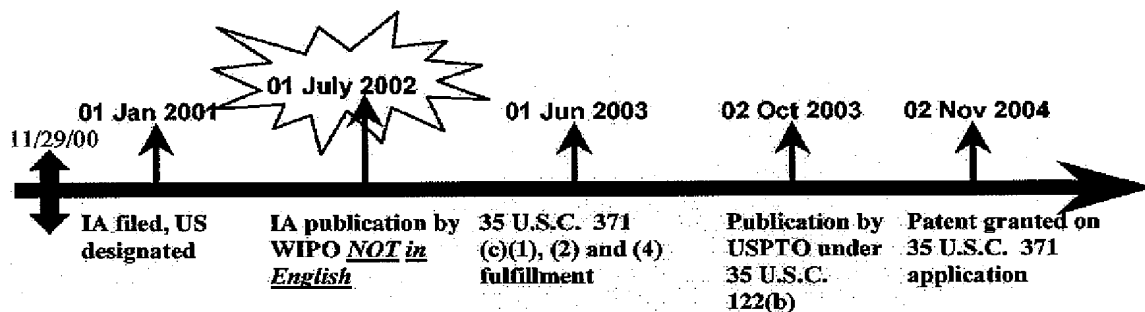 01 July 2002
01 Jan 2001
01 Jun 2003
02 Oct 2003
02 Nov 2004
11/29/00
IA filed, US
designated
IA publication by
WIPO NOT in
English
35 U.S.C. 371
(c)(1), (2) and (4)
fulfillment
Publication by
USPTO under
35 U.S.C.
122(b)
Patent granted on
35 U.S.C. 371
application